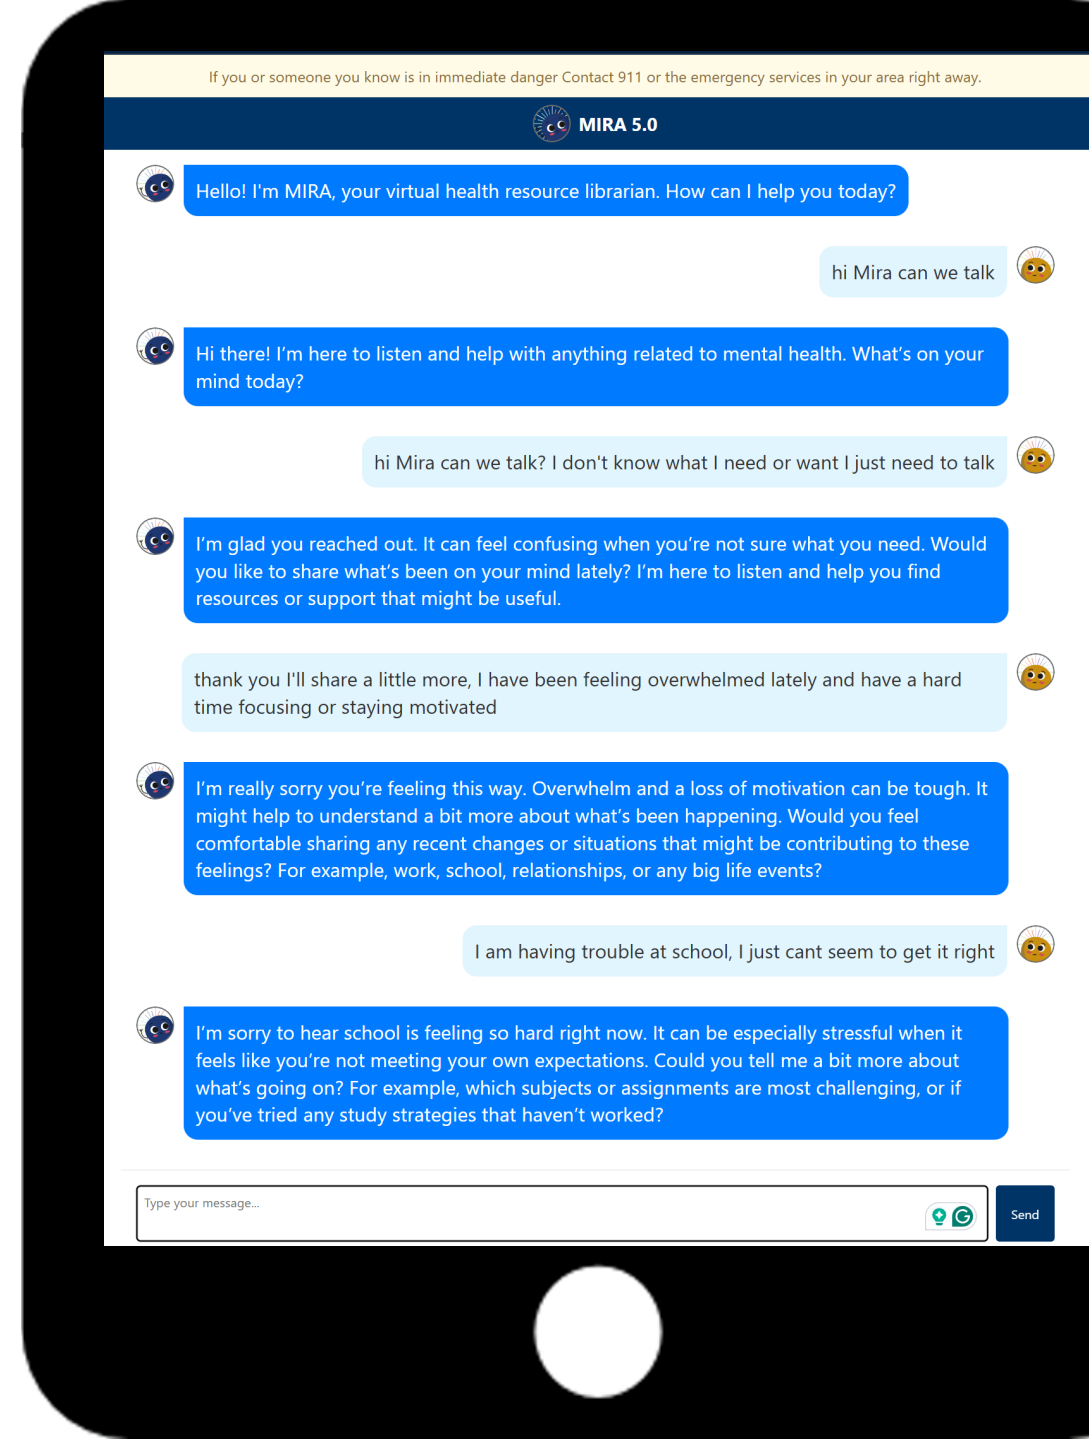 If you or someone you know is in immediate danger Contact 911 or the emergency services in your area right away.
MIRA 5.0
Hello! I'm MIRA, your virtual health resource librarian. How can I help you today?
hi Mira can we talk
Hi there! I’m here to listen and help with anything related to mental health. What’s on your
mind today?
hi Mira can we talk? I don't know what I need or want I just need to talk
I’m glad you reached out. It can feel confusing when you’re not sure what you need. Would
you like to share what’s been on your mind lately? I’m here to listen and help you find
resources or support that might be useful.
thank you I'll share a little more, I have been feeling overwhelmed lately and have a hard
time focusing or staying motivated
I’m really sorry you’re feeling this way. Overwhelm and a loss of motivation can be tough. It
might help to understand a bit more about what’s been happening. Would you feel
comfortable sharing any recent changes or situations that might be contributing to these
feelings? For example, work, school, relationships, or any big life events?
I am having trouble at school, I just cant seem to get it right
I’m sorry to hear school is feeling so hard right now. It can be especially stressful when it
feels like you’re not meeting your own expectations. Could you tell me a bit more about
what’s going on? For example, which subjects or assignments are most challenging, or if
you’ve tried any study strategies that haven’t worked?
Type your message...
Send